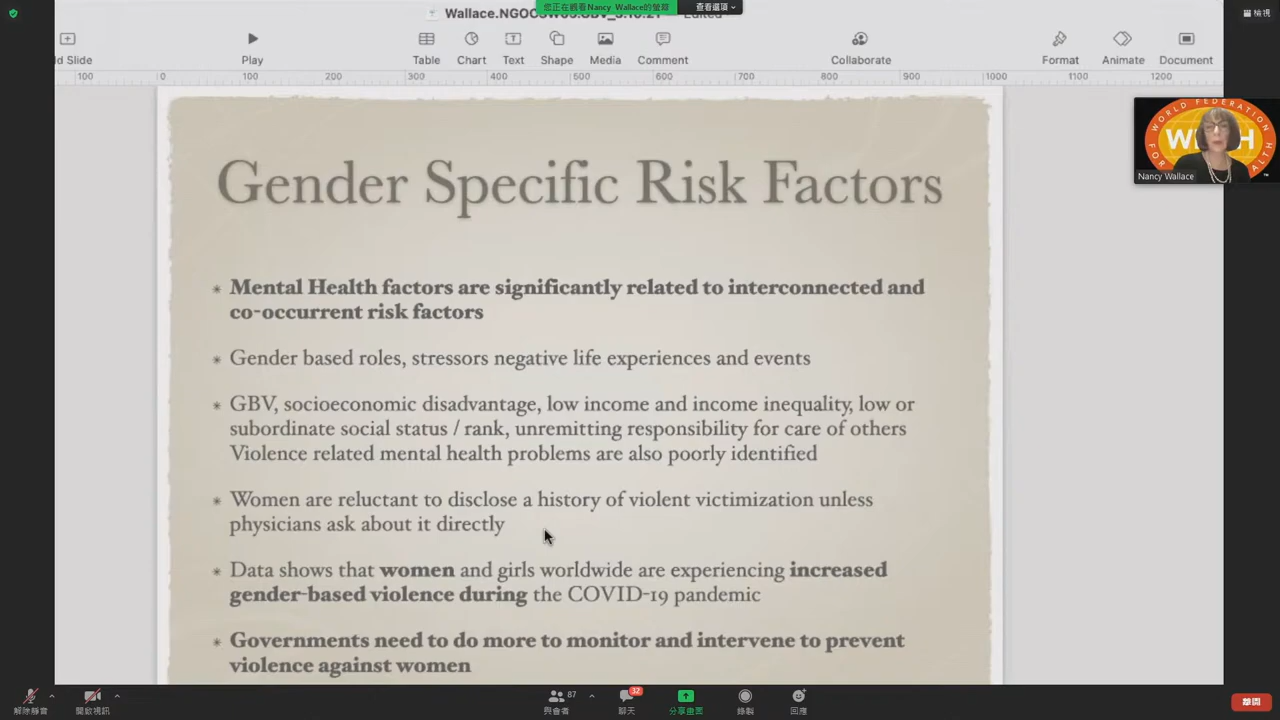 Wallace.NGOCSW65.GBV_3.16.21 — Edited
您正在觀看Nancy Wallace的螢幕
查看選項
檢視
Add Slide
Play
Table
Chart
Text
Shape
Media
Comment
Collaborate
Format
Animate
Document
100 0 100 200 300 400 500 600 700 800 900 1000 1100 1200
WORLD FEDERATION
FOR
HEALTH
Nancy Wallace
Gender Specific Risk Factors
* Mental Health factors are significantly related to interconnected and
co-occurrent risk factors
* Gender based roles, stressors negative life experiences and events
* GBV, socioeconomic disadvantage, low income and income inequality, low or
subordinate social status / rank, unremitting responsibility for care of others
Violence related mental health problems are also poorly identified
* Women are reluctant to disclose a history of violent victimization unless
physicians ask about it directly
* Data shows that women and girls worldwide are experiencing increased
gender-based violence during the COVID-19 pandemic
* Governments need to do more to monitor and intervene to prevent
violence against women
解除靜音
開啟視訊
與會者
87
聊天
32
分享畫面
錄製
回應
離開